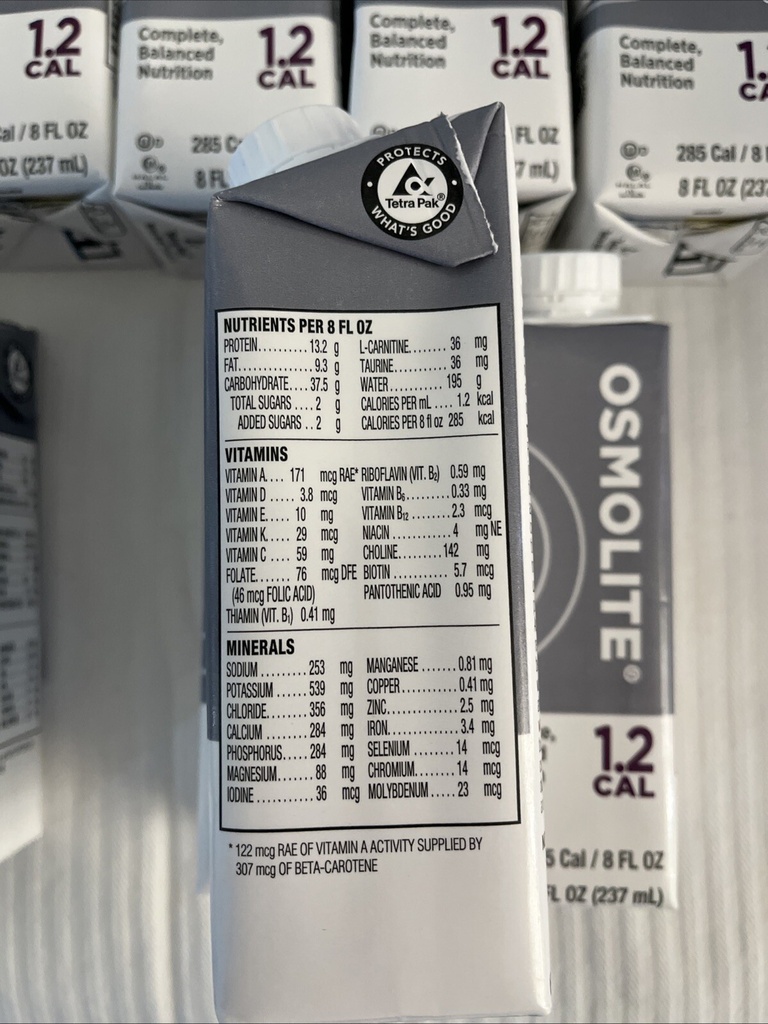 1.2
CAL
Cal / 8 FL OZ
OZ (237 mL)
Complete,
Balanced
Nutrition
1.2
CAL
285 C
8 FL
Complete,
Balanced
Nutrition
1.2
CAL
FL OZ
7 mL)
Complete,
Balanced
Nutrition
1.
CA
285 Cal / 8
8 FL OZ (237
PROTECTS
Tetra Pak®
WHAT'S GOOD
NUTRIENTS PER 8 FL OZ
PROTEIN..........13.2 g L-CARNITINE........ 36 mg
FAT...............9.3 g TAURINE............ 36 mg
CARBOHYDRATE....37.5 g WATER........... 195 g
TOTAL SUGARS ....2 g CALORIES PER mL .... 1.2 kcal
ADDED SUGARS ..2 g CALORIES PER 8 fl oz 285 kcal
VITAMINS
VITAMIN A.... 171 mcg RAE* RIBOFLAVIN (VIT. B₂) 0.59 mg
VITAMIN D ..... 3.8 mcg VITAMIN B₆.........0.33 mg
VITAMIN E..... 10 mg VITAMIN B₁₂ ........2.3 mcg
VITAMIN K.... 29 mcg NIACIN ............4 mg NE
VITAMIN C .... 59 mg CHOLINE.........142 mg
FOLATE....... 76 mcg DFE BIOTIN ........... 5.7 mcg
(46 mcg FOLIC ACID) PANTOTHENIC ACID 0.95 mg
THIAMIN (VIT. B₁) 0.41 mg
MINERALS
SODIUM ......... 253 mg MANGANESE .......0.81 mg
POTASSIUM ...... 539 mg COPPER...........0.41 mg
CHLORIDE........ 356 mg ZINC..............2.5 mg
CALCIUM ........ 284 mg IRON..............3.4 mg
PHOSPHORUS..... 284 mg SELENIUM ........14 mcg
MAGNESIUM....... 88 mg CHROMIUM........14 mcg
IODINE ........... 36 mcg MOLYBDENUM .....23 mcg
* 122 mcg RAE OF VITAMIN A ACTIVITY SUPPLIED BY
307 mcg OF BETA-CAROTENE
OSMOLITE®
1.2
CAL
5 Cal / 8 FL OZ
FL OZ (237 mL)